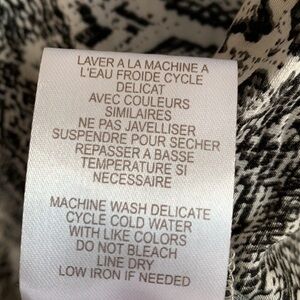 LAVER A LA MACHINE A
L'EAU FROIDE CYCLE
DELICAT
AVEC COULEURS
SIMILAIRES
NE PAS JAVELLISER
SUSPENDRE POUR SECHER
REPASSER A BASSE
TEMPERATURE SI
NECESSAIRE
MACHINE WASH DELICATE
CYCLE COLD WATER
WITH LIKE COLORS
DO NOT BLEACH
LINE DRY
LOW IRON IF NEEDED